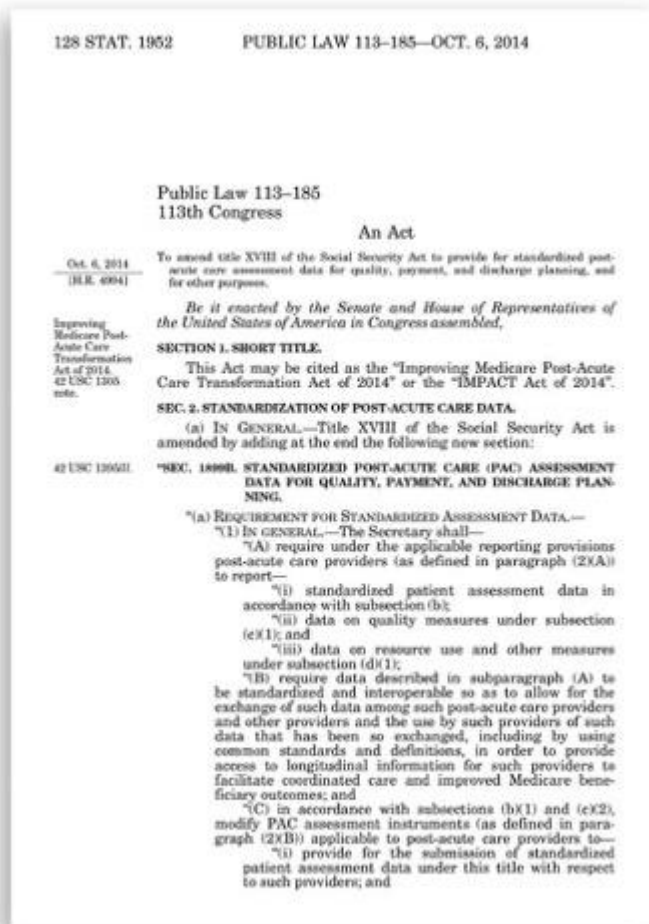 128 STAT. 1952 PUBLIC LAW 113–185—OCT. 6, 2014
Public Law 113–185
113th Congress
An Act
Oct. 6, 2014
[H.R. 4994]
To amend title XVIII of the Social Security Act to provide for standardized post-
acute care assessment data for quality, payment, and discharge planning, and
for other purposes.
Be it enacted by the Senate and House of Representatives of
the United States of America in Congress assembled,
Improving
Medicare Post-
Acute Care
Transformation
Act of 2014.
42 USC 1305
note.
SECTION 1. SHORT TITLE.
This Act may be cited as the “Improving Medicare Post-Acute
Care Transformation Act of 2014” or the “IMPACT Act of 2014”.
SEC. 2. STANDARDIZATION OF POST-ACUTE CARE DATA.
(a) IN GENERAL.—Title XVIII of the Social Security Act is
amended by adding at the end the following new section:
42 USC 1395lll.
“SEC. 1899B. STANDARDIZED POST-ACUTE CARE (PAC) ASSESSMENT
DATA FOR QUALITY, PAYMENT, AND DISCHARGE PLAN-
NING.
“(a) REQUIREMENT FOR STANDARDIZED ASSESSMENT DATA.—
“(1) IN GENERAL.—The Secretary shall—
“(A) require under the applicable reporting provisions
post-acute care providers (as defined in paragraph (2)(A))
to report—
“(i) standardized patient assessment data in
accordance with subsection (b);
“(ii) data on quality measures under subsection
(c)(1); and
“(iii) data on resource use and other measures
under subsection (d)(1);
“(B) require data described in subparagraph (A) to
be standardized and interoperable so as to allow for the
exchange of such data among such post-acute care providers
and other providers and the use by such providers of such
data that has been so exchanged, including by using
common standards and definitions, in order to provide
access to longitudinal information for such providers to
facilitate coordinated care and improved Medicare bene-
ficiary outcomes; and
“(C) in accordance with subsections (b)(1) and (c)(2),
modify PAC assessment instruments (as defined in para-
graph (2)(B)) applicable to post-acute care providers to—
“(i) provide for the submission of standardized
patient assessment data under this title with respect
to such providers; and